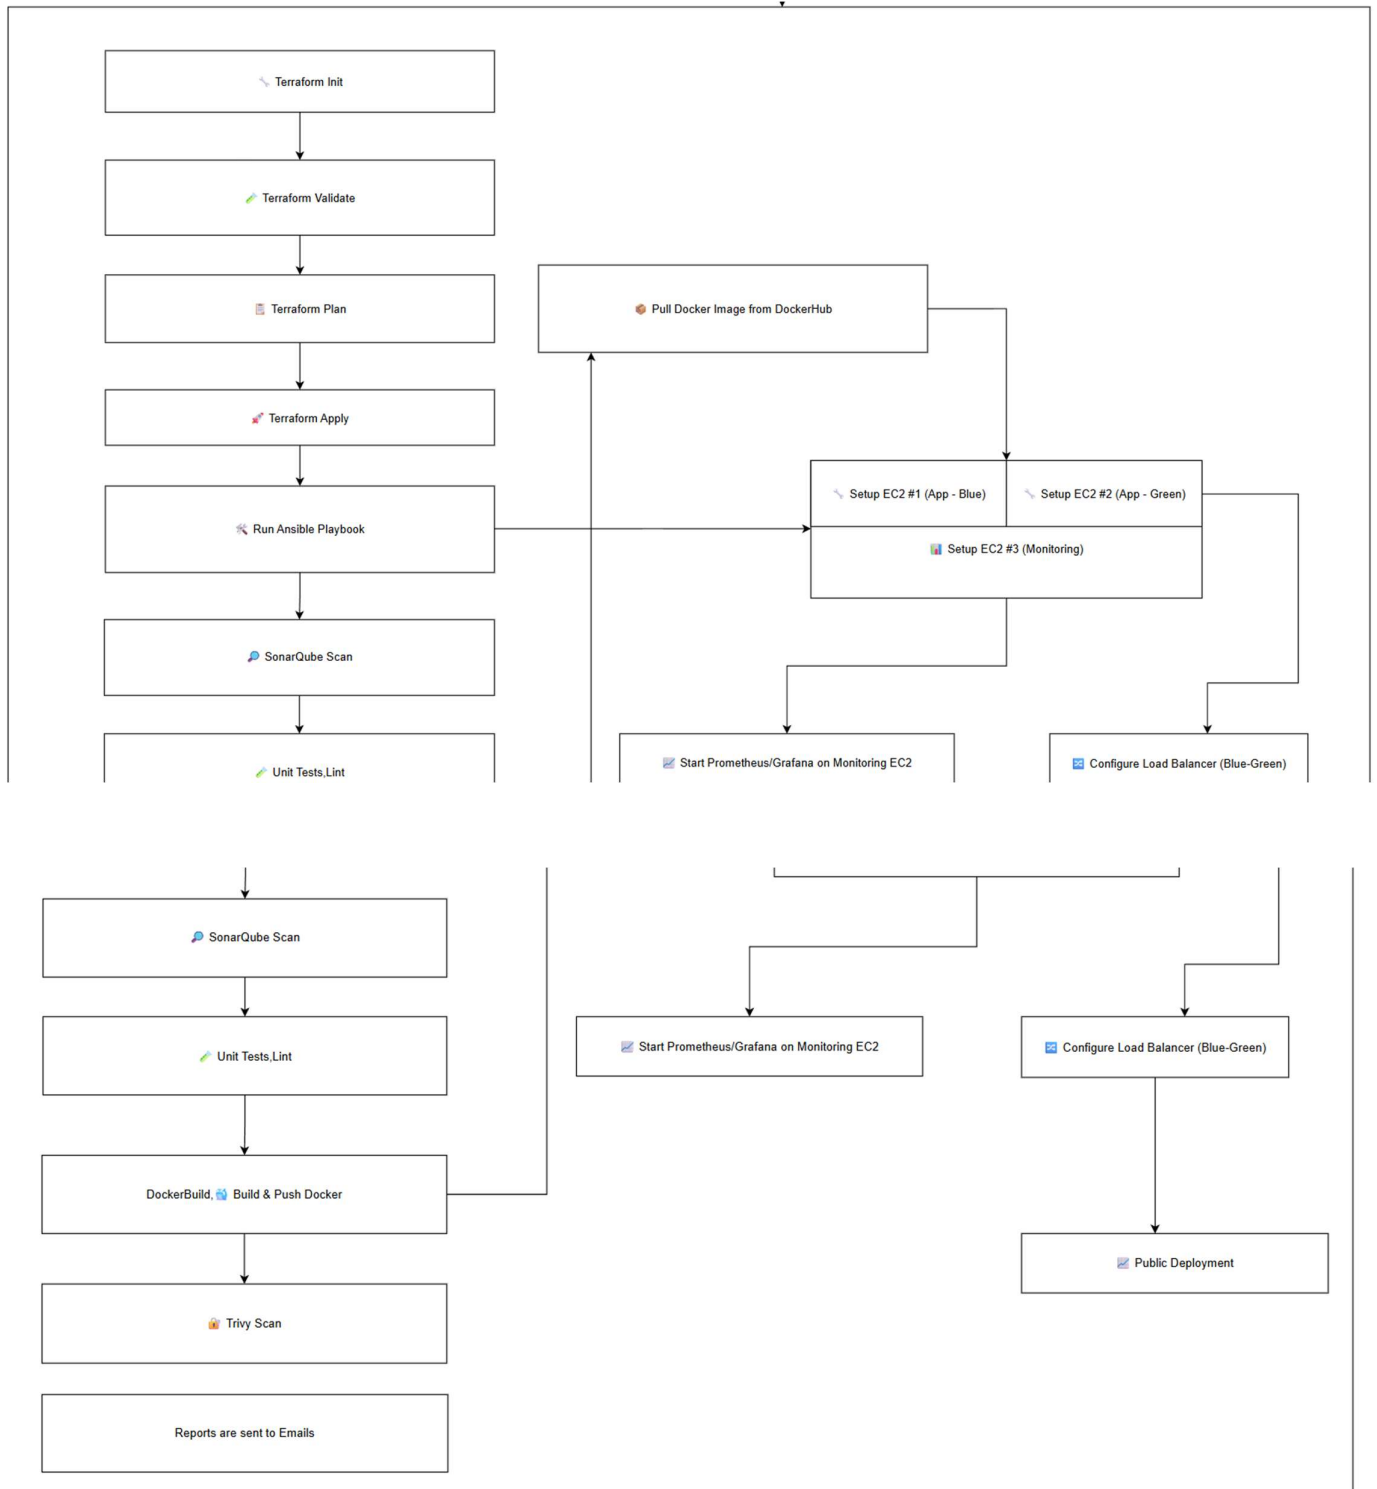 🔧 Terraform Init
🧪 Terraform Validate
📋 Terraform Plan
📦 Pull Docker Image from DockerHub
🚀 Terraform Apply
🔧 Setup EC2 #1 (App - Blue)
🔧 Setup EC2 #2 (App - Green)
🛠️ Run Ansible Playbook
📊 Setup EC2 #3 (Monitoring)
🔎 SonarQube Scan
🧪 Unit Tests,Lint
📈 Start Prometheus/Grafana on Monitoring EC2
🔀 Configure Load Balancer (Blue-Green)
🔎 SonarQube Scan
🧪 Unit Tests,Lint
📈 Start Prometheus/Grafana on Monitoring EC2
🔀 Configure Load Balancer (Blue-Green)
DockerBuild, Build & Push Docker
📈 Public Deployment
🔐 Trivy Scan
Reports are sent to Emails